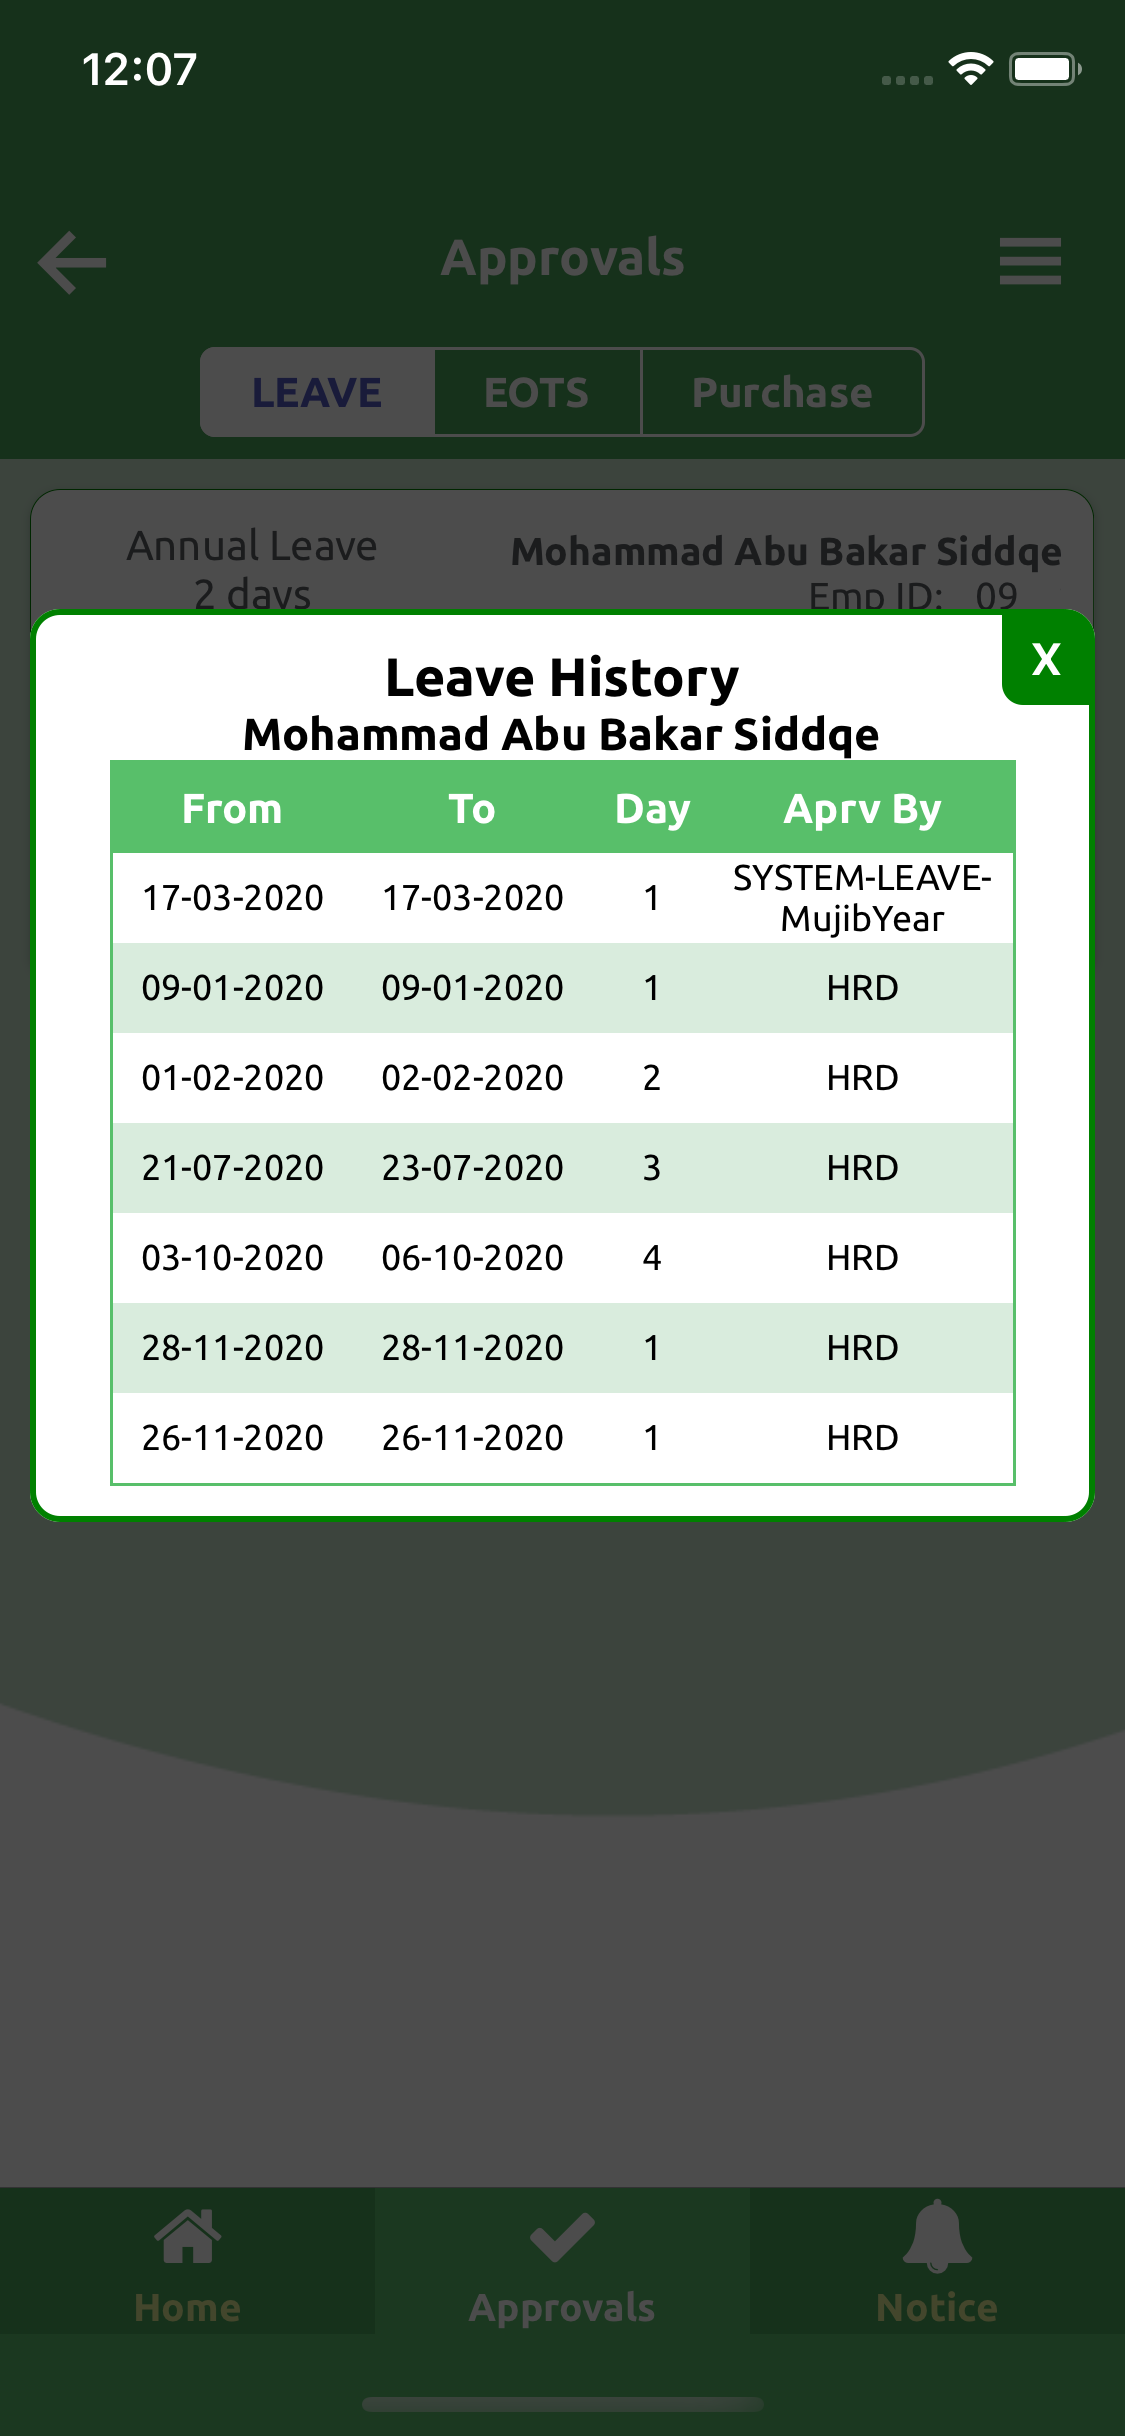 12:07
Approvals
LEAVE EOTS Purchase
Annual Leave
2 days
Mohammad Abu Bakar Siddqe
Emp ID: 09
X
Leave History
Mohammad Abu Bakar Siddqe
From To Day Aprv By
17-03-2020 17-03-2020 1 SYSTEM-LEAVE-
MujibYear
09-01-2020 09-01-2020 1 HRD
01-02-2020 02-02-2020 2 HRD
21-07-2020 23-07-2020 3 HRD
03-10-2020 06-10-2020 4 HRD
28-11-2020 28-11-2020 1 HRD
26-11-2020 26-11-2020 1 HRD
Home Approvals Notice